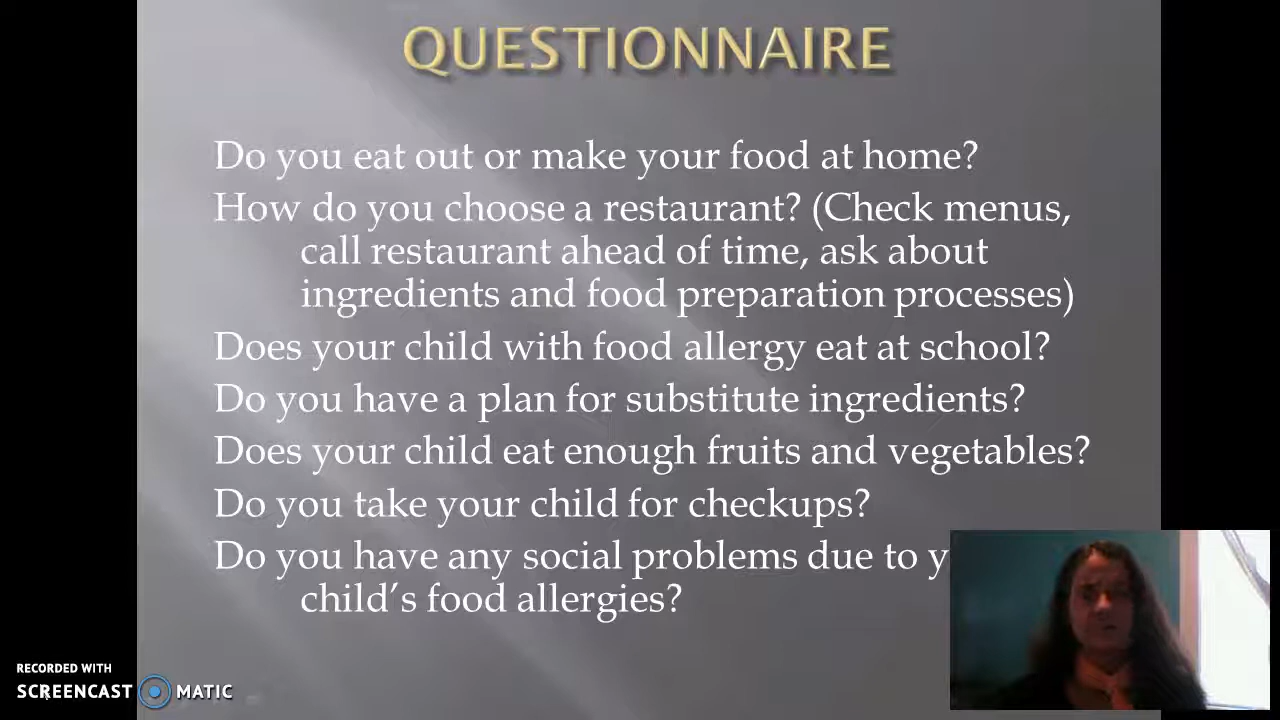 QUESTIONNAIRE
Do you eat out or make your food at home?
How do you choose a restaurant? (Check menus,
call restaurant ahead of time, ask about
ingredients and food preparation processes)
Does your child with food allergy eat at school?
Do you have a plan for substitute ingredients?
Does your child eat enough fruits and vegetables?
Do you take your child for checkups?
Do you have any social problems due to y
child’s food allergies?
RECORDED WITH
SCREENCAST MATIC